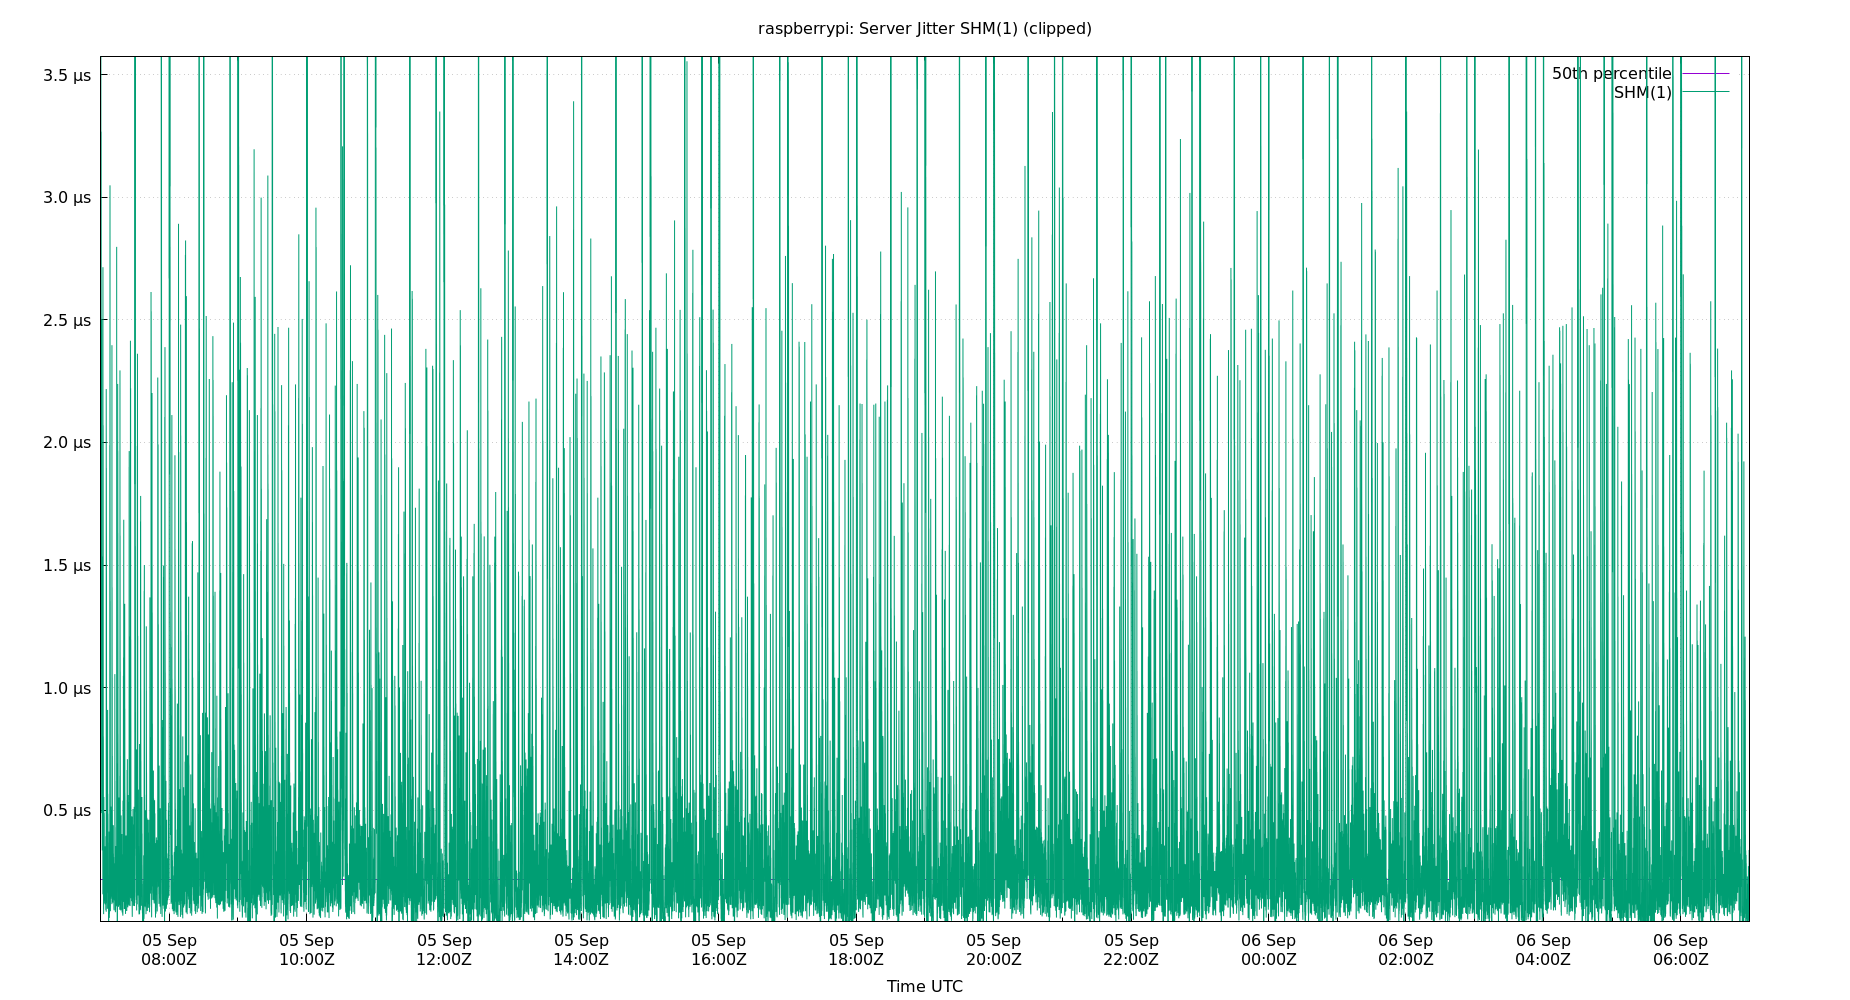 raspberrypi: Server Jitter SHM(1) (clipped)
3.5 µs
3.0 µs
2.5 µs
2.0 µs
1.5 µs
1.0 µs
0.5 µs
50th percentile
SHM(1)
05 Sep 05 Sep 05 Sep 05 Sep 05 Sep 05 Sep 05 Sep 05 Sep 06 Sep 06 Sep 06 Sep 06 Sep
08:00Z 10:00Z 12:00Z 14:00Z 16:00Z 18:00Z 20:00Z 22:00Z 00:00Z 02:00Z 04:00Z 06:00Z
Time UTC